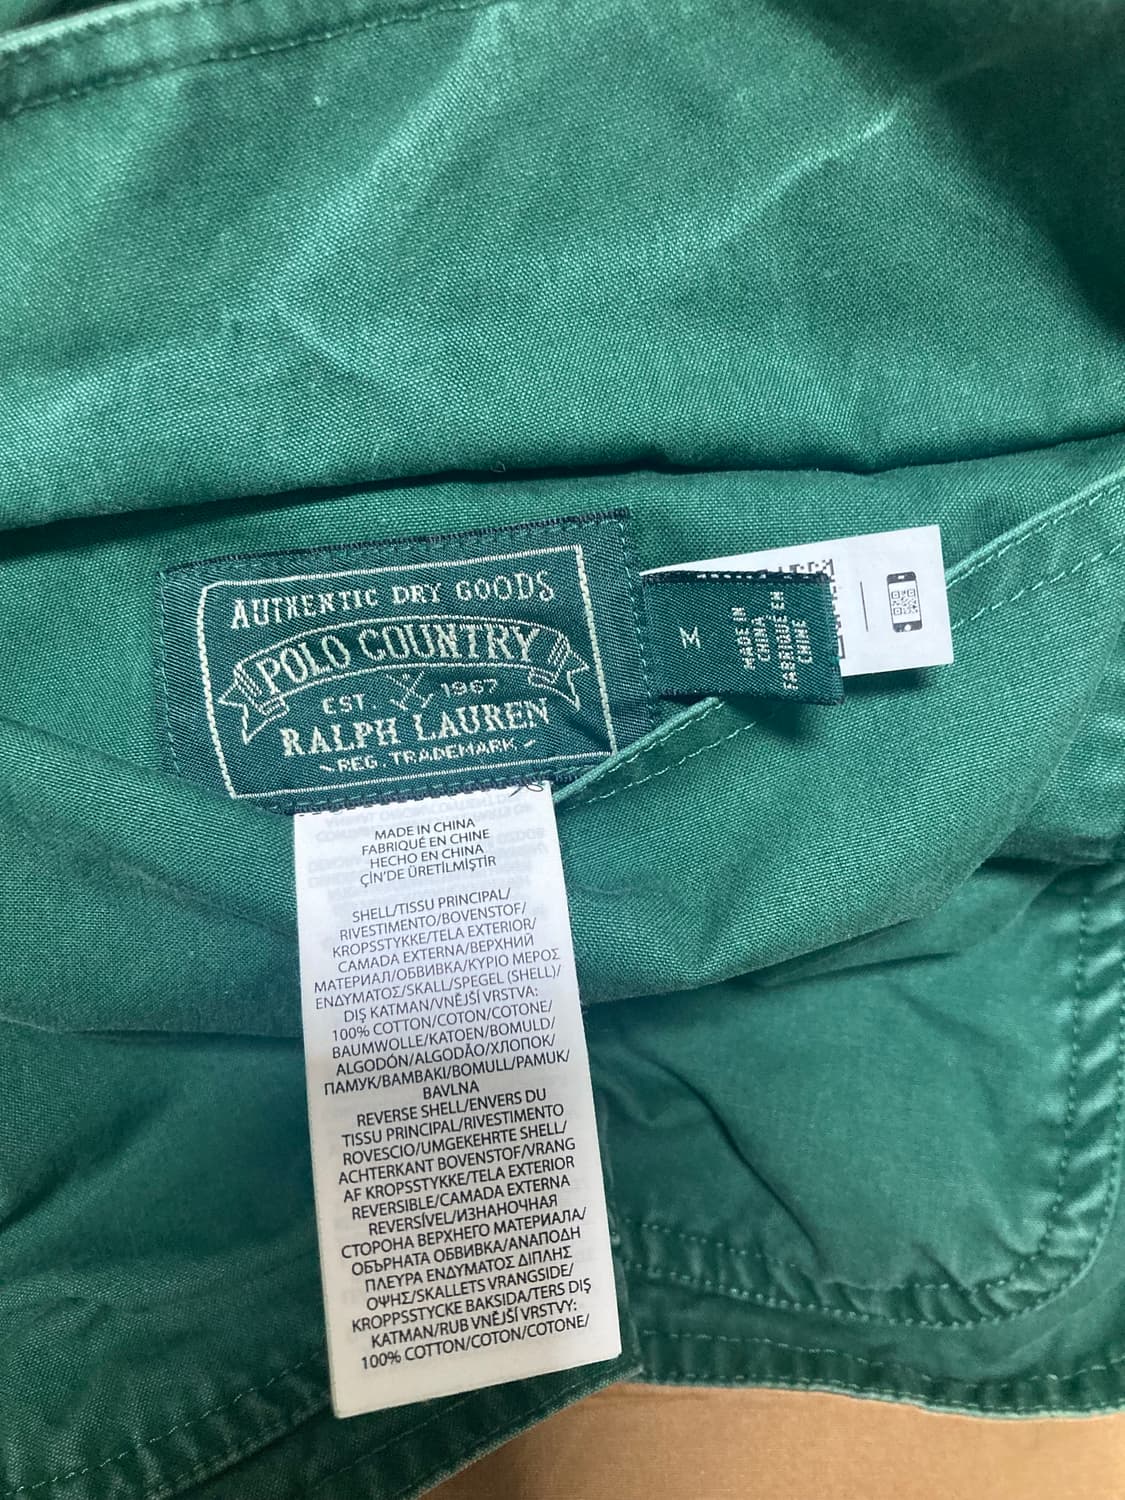 AUTHENTIC DRY GOODS
POLO COUNTRY
EST. 1967
RALPH LAUREN
REG. TRADEMARK
M
MADE IN
CHINA
FABRIQUÉ EN
CHINE
MADE IN CHINA
FABRIQUÉ EN CHINE
HECHO EN CHINA
ÇİN'DE ÜRETİLMİŞTİR
SHELL/TISSU PRINCIPAL/
RIVESTIMENTO/BOVENSTOF/
KROPSSTYKKE/TELA EXTERIOR/
CAMADA EXTERNA/ВЕРХНИЙ
МАТЕРИАЛ/ОБВИВКА/ΚΥΡΙΟ ΜΕΡΟΣ
ΕΝΔΥΜΑΤΟΣ/SKALL/SPEGEL (SHELL)/
DIŞ KATMAN/VNĚJŠÍ VRSTVA:
100% COTTON/COTON/COTONE/
BAUMWOLLE/KATOEN/BOMULD/
ALGODÓN/ALGODÃO/ХЛОПОК/
ПАМУК/ΒΑΜΒΑΚΙ/BOMULL/PAMUK/
BAVLNA
REVERSE SHELL/ENVERS DU
TISSU PRINCIPAL/RIVESTIMENTO
ROVESCIO/UMGEKEHRTE SHELL/
ACHTERKANT BOVENSTOF/VRANG
AF KROPSSTYKKE/TELA EXTERIOR
REVERSIBLE/CAMADA EXTERNA
REVERSÍVEL/ИЗНАНОЧНАЯ
СТОРОНА ВЕРХНЕГО МАТЕРИАЛА/
ОБЪРНАТА ОБВИВКА/ΑΝΑΠΟΔΗ
ΠΛΕΥΡΑ ΕΝΔΥΜΑΤΟΣ ΔΙΠΛΗΣ
ΟΨΗΣ/SKALLETS VRANGSIDE/
KROPPSSTYCKE BAKSIDA/TERS DIŞ
KATMAN/RUB VNĚJŠÍ VRSTVY:
100% COTTON/COTON/COTONE/